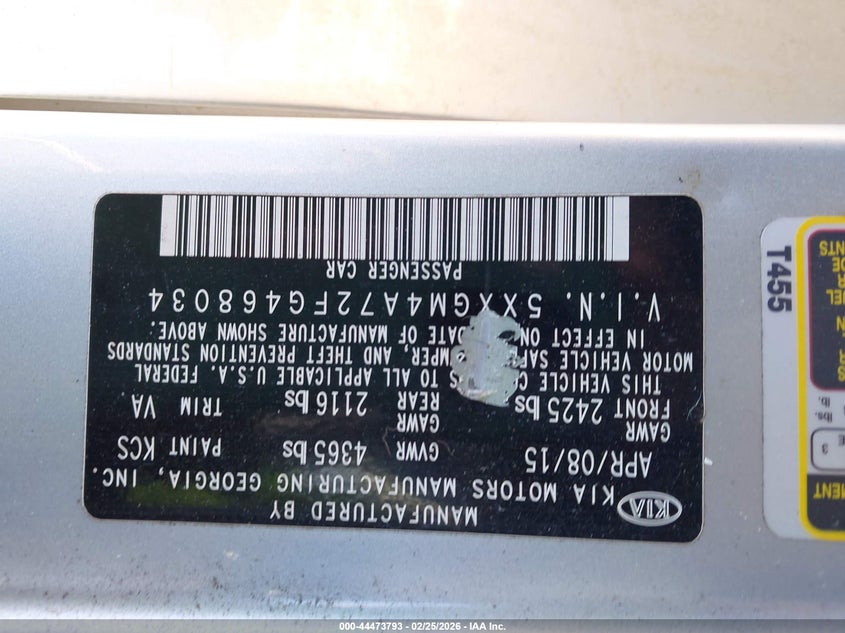 KIA
MANUFACTURED BY
KIA MOTORS MANUFACTURING GEORGIA, INC.
APR/08/15 GVWR 4365 lbs PAINT KCS
GAWR FRONT 2425 lbs GAWR REAR 2116 lbs TRIM VA
THIS VEHICLE TO ALL APPLICABLE U.S.A. FEDERAL
MOTOR VEHICLE AND THEFT PREVENTION STANDARDS
IN EFFECT ON DATE OF MANUFACTURE SHOWN ABOVE.
V.I.N. 5XXGM4A72FG468034
PASSENGER CAR
T455
lbs.
lb.
E 3
000-44473793 - 02/25/2026 - IAA Inc.